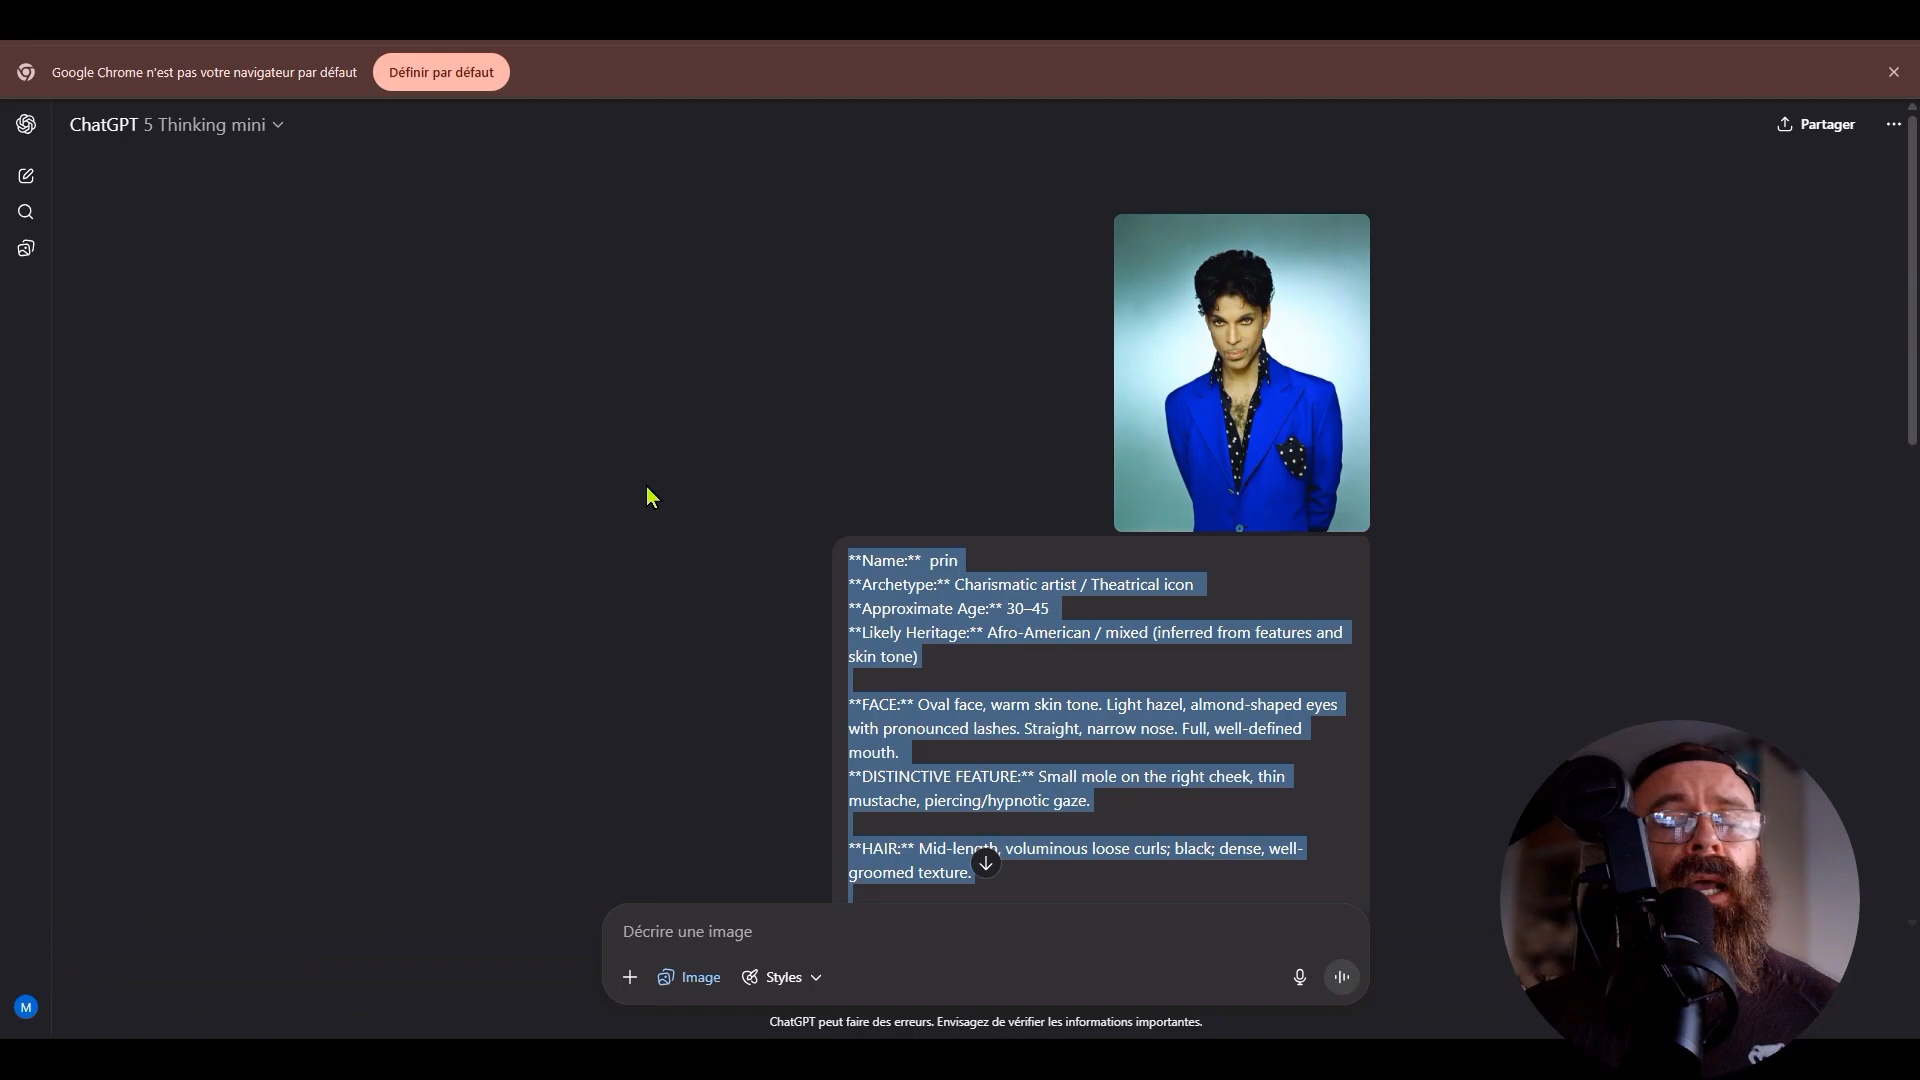 Google Chrome n'est pas votre navigateur par défaut
Définir par défaut
ChatGPT 5 Thinking mini
Partager
**Name:** prin
**Archetype:** Charismatic artist / Theatrical icon
**Approximate Age:** 30–45
**Likely Heritage:** Afro-American / mixed (inferred from features and
skin tone)
**FACE:** Oval face, warm skin tone. Light hazel, almond-shaped eyes
with pronounced lashes. Straight, narrow nose. Full, well-defined
mouth.
**DISTINCTIVE FEATURE:** Small mole on the right cheek, thin
mustache, piercing/hypnotic gaze.
**HAIR:** Mid-length, voluminous loose curls; black; dense, well-
groomed texture.
Décrire une image
Image
Styles
M
ChatGPT peut faire des erreurs. Envisagez de vérifier les informations importantes.